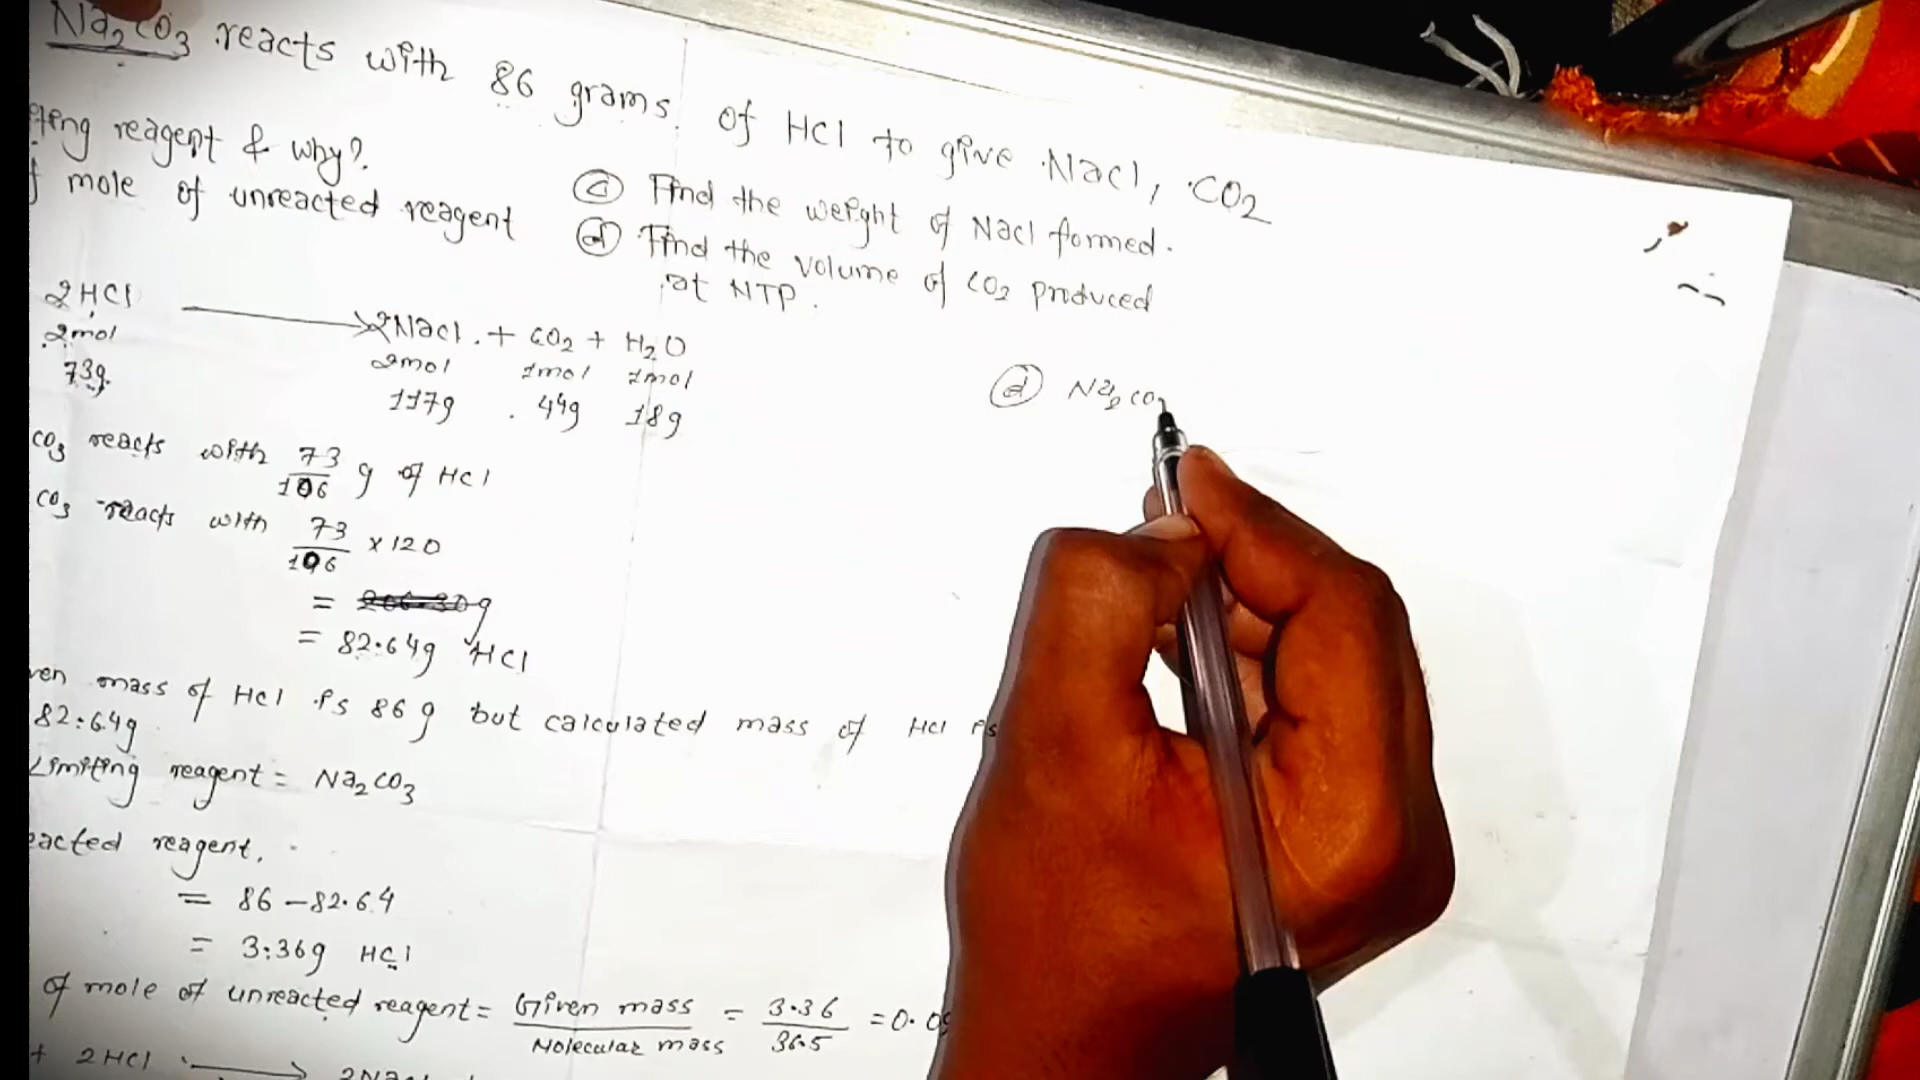 Na2CO3 reacts with 86 grams of HCl to give NaCl, CO2
reagent & why?
mole of unreacted reagent
c Find the weight of NaCl formed.
d Find the volume of CO2 produced
at NTP.
2HCl → 2NaCl + CO2 + H2O
2mol 2mol 1mol 1mol
73g 117g 44g 18g
CO3 reacts with 73/106 g of HCl
CO3 reacts with 73/106 × 120
= 82.64g HCl
mass of HCl is 86 g but calculated mass of HCl is
82.64g
Limiting reagent = Na2CO3
reagent.
= 86 - 82.64
= 3.36g HCl
of mole of unreacted reagent = Given mass/Molecular mass = 3.36/36.5 = 0.09
+ 2HCl →
d Na2CO